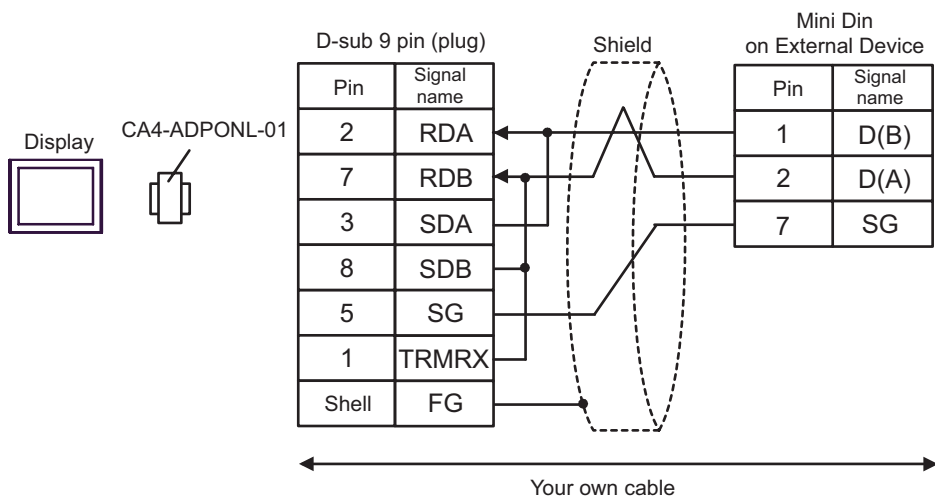 Mini Din
on External Device
D-sub 9 pin (plug)
Shield
Pin
Signal name
Pin
Signal name
Display
CA4-ADPONL-01
2 RDA
1 D(B)
7 RDB
2 D(A)
3 SDA
7 SG
8 SDB
5 SG
1 TRMRX
Shell FG
Your own cable